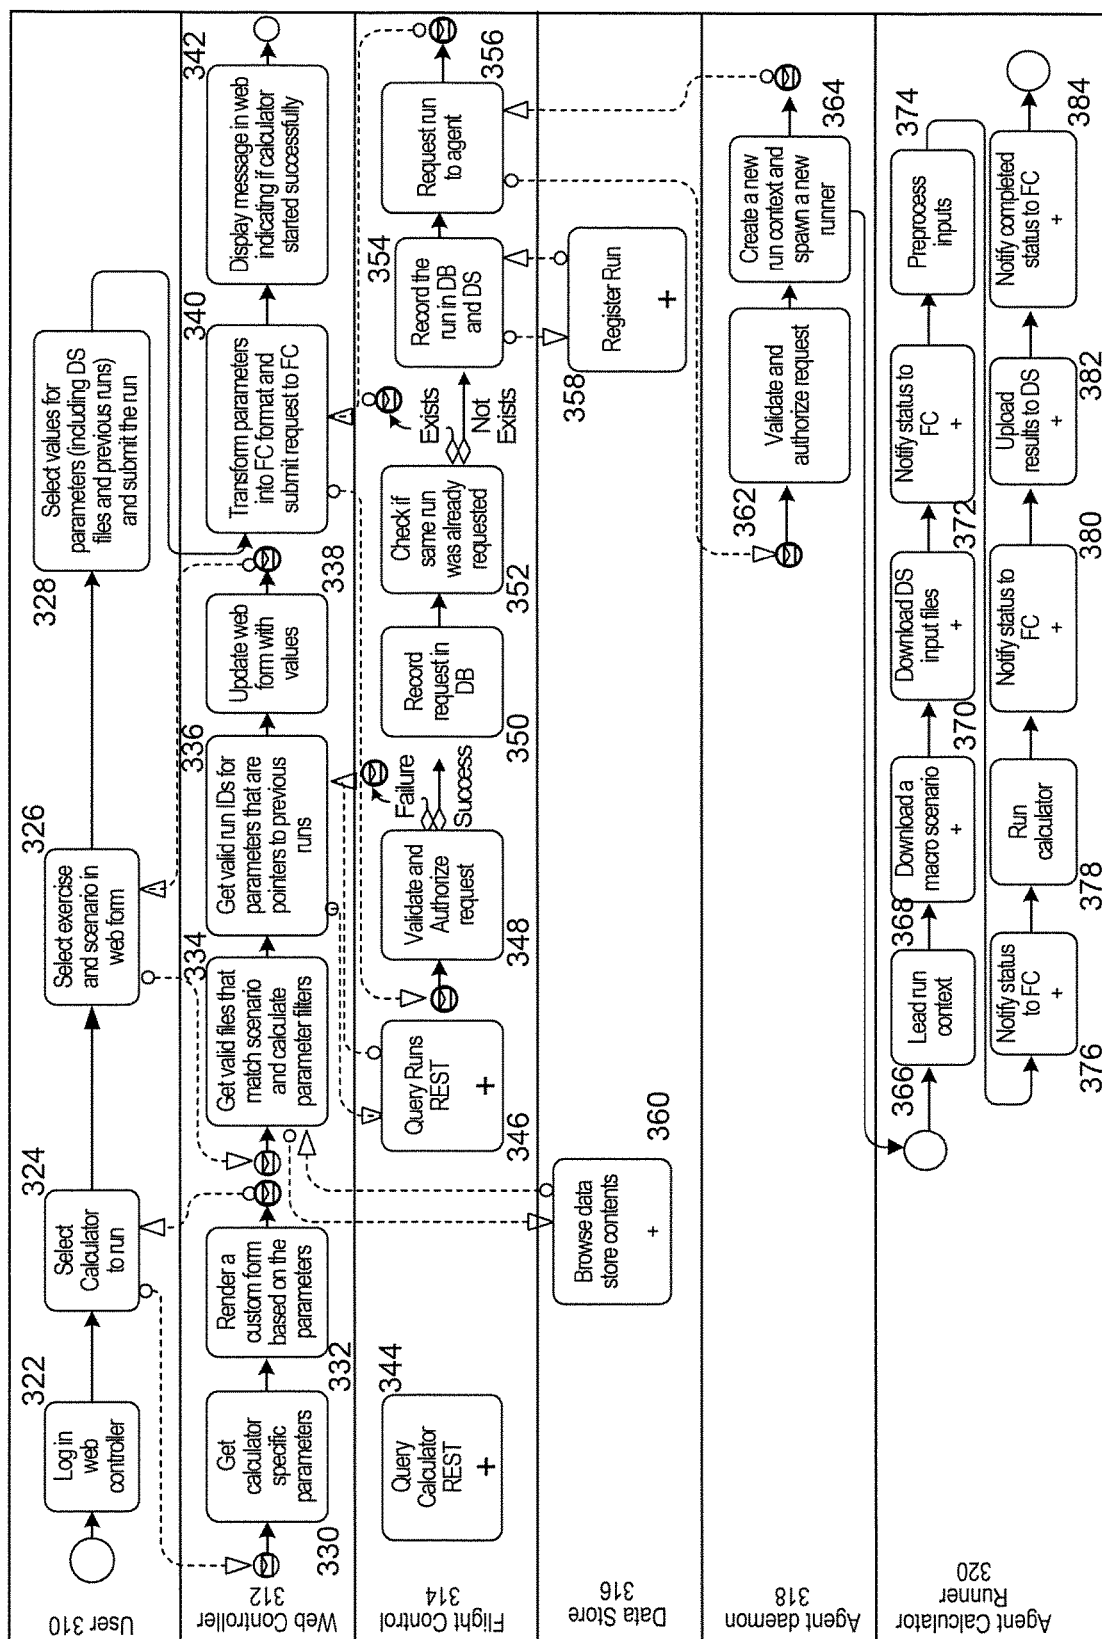 User 310
Log in
web
controller
322
Select
Calculator
to run
324
Select exercise
and scenario in
web form
326
Select values for
parameters (including DS
files and previous runs)
and submit the run
328
Web Controller
312
330
Get
calculator
specific
parameters
Render a
custom form
based on the
parameters
332
Get valid files that
match scenario
and calculate
parameter filters
334
Get valid run IDs for
parameters that are
pointers to previous
runs
336
Update web
form with
values
338
Transform parameters
into FC format and
submit request to FC
340
Display message in web
indicating if calculator
started successfully
342
Flight Control
314
Query
Calculator
REST
+
344
Query Runs
REST
+
346
Validate and
Authorize
request
348
Failure
Success
Record
request in
DB
350
Check if
same run
was already
requested
352
Exists
Not
Exists
Record the
run in DB
and DS
354
Request run
to agent
356
Data Store
316
Browse data
store contents
+
360
Register Run
+
358
Agent daemon
318
362
Validate and
authorize request
Create a new
run context and
spawn a new
runner
364
Agent Calculator
Runner
320
366
Lead run
context
368
Download a
macro scenario
+
370
Download DS
input files
+
372
Notify status to
FC
+
Preprocess
inputs
374
Notify status
to FC
+
376
Run
calculator
378
Notify status to
FC
+
380
Upload
results to DS
+
382
Notify completed
status to FC
+
384